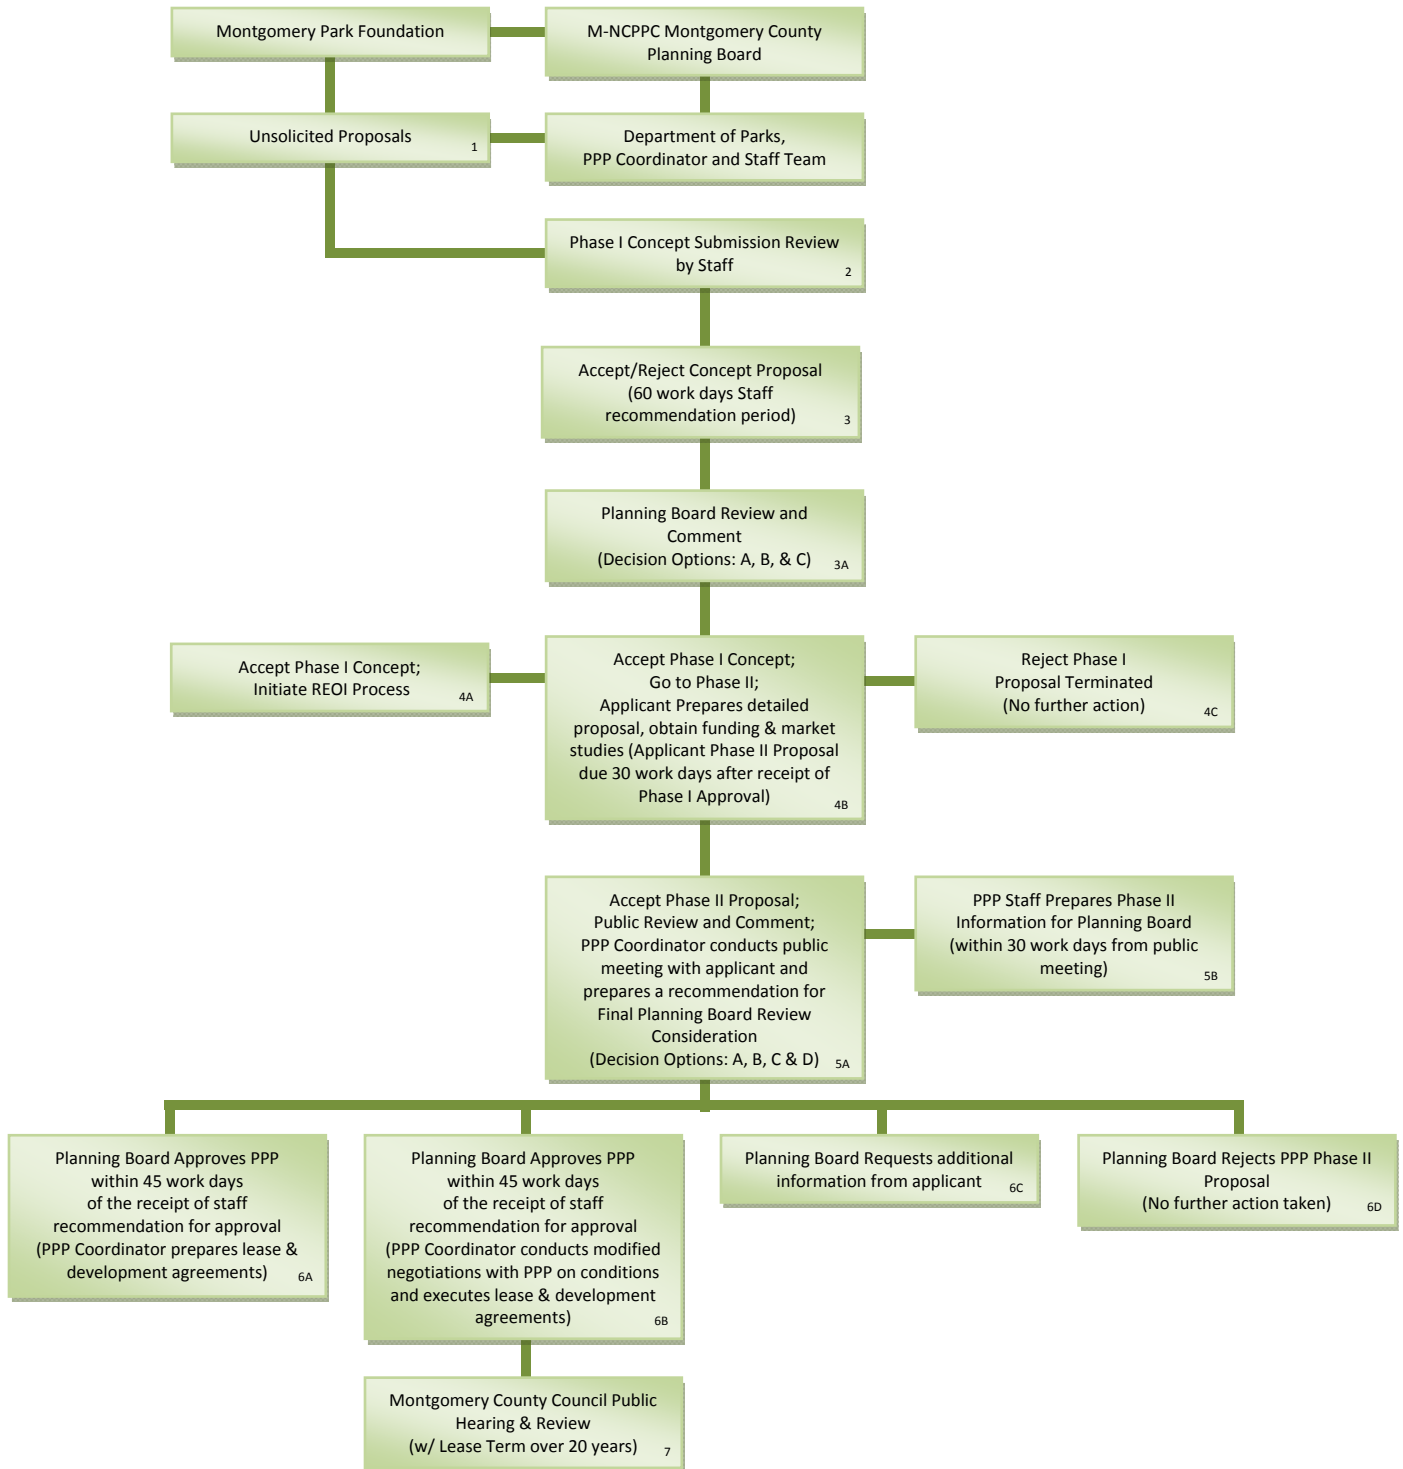 Montgomery Park Foundation
M-NCPPC Montgomery County
Planning Board
Unsolicited Proposals
1
Department of Parks,
PPP Coordinator and Staff Team
Phase I Concept Submission Review
by Staff
2
Accept/Reject Concept Proposal
(60 work days Staff
recommendation period)
3
Planning Board Review and
Comment
(Decision Options: A, B, & C)
3A
Accept Phase I Concept;
Initiate REOI Process
4A
Accept Phase I Concept;
Go to Phase II;
Applicant Prepares detailed
proposal, obtain funding & market
studies (Applicant Phase II Proposal
due 30 work days after receipt of
Phase I Approval)
4B
Reject Phase I
Proposal Terminated
(No further action)
4C
Accept Phase II Proposal;
Public Review and Comment;
PPP Coordinator conducts public
meeting with applicant and
prepares a recommendation for
Final Planning Board Review
Consideration
(Decision Options: A, B, C & D)
5A
PPP Staff Prepares Phase II
Information for Planning Board
(within 30 work days from public
meeting)
5B
Planning Board Approves PPP
within 45 work days
of the receipt of staff
recommendation for approval
(PPP Coordinator prepares lease &
development agreements)
6A
Planning Board Approves PPP
within 45 work days
of the receipt of staff
recommendation for approval
(PPP Coordinator conducts modified
negotiations with PPP on conditions
and executes lease & development
agreements)
6B
Planning Board Requests additional
information from applicant
6C
Planning Board Rejects PPP Phase II
Proposal
(No further action taken)
6D
Montgomery County Council Public
Hearing & Review
(w/ Lease Term over 20 years)
7